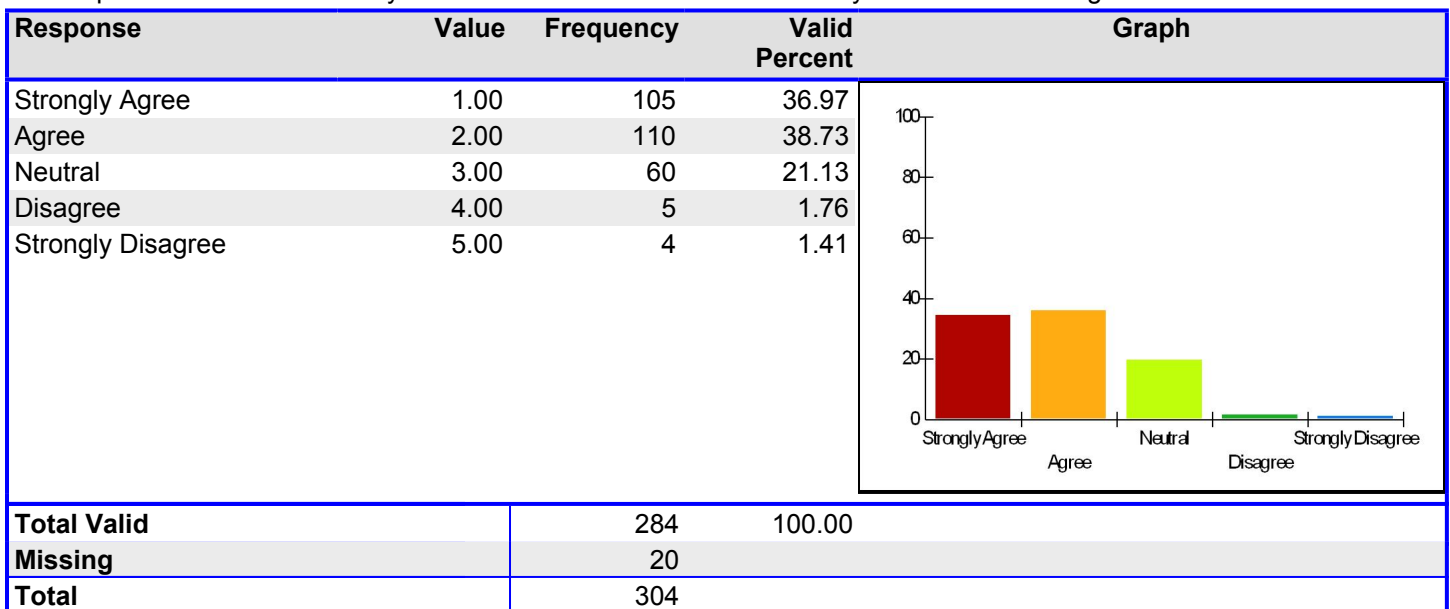 Response Value Frequency Valid Percent Graph
Strongly Agree 1.00 105 36.97
Agree 2.00 110 38.73
Neutral 3.00 60 21.13
Disagree 4.00 5 1.76
Strongly Disagree 5.00 4 1.41
100
80
60
40
20
0
Strongly Agree Neutral Strongly Disagree
Agree Disagree
Total Valid 284 100.00
Missing 20
Total 304